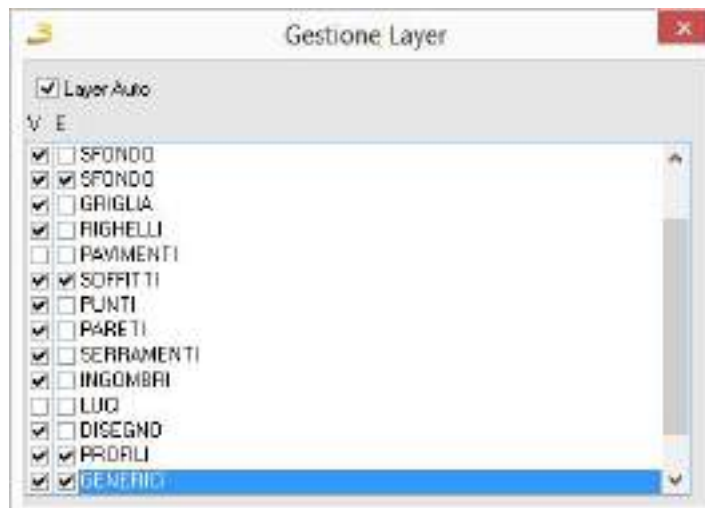 Gestione Layer
Layer Auto
V E
SFONDO
SFONDO
GRIGLIA
RIGHELLI
PAVIMENTI
SOFFITTI
PUNTI
PARETI
SERRAMENTI
INGOMBRI
LUCI
DISEGNO
PROFILI
GENERICI